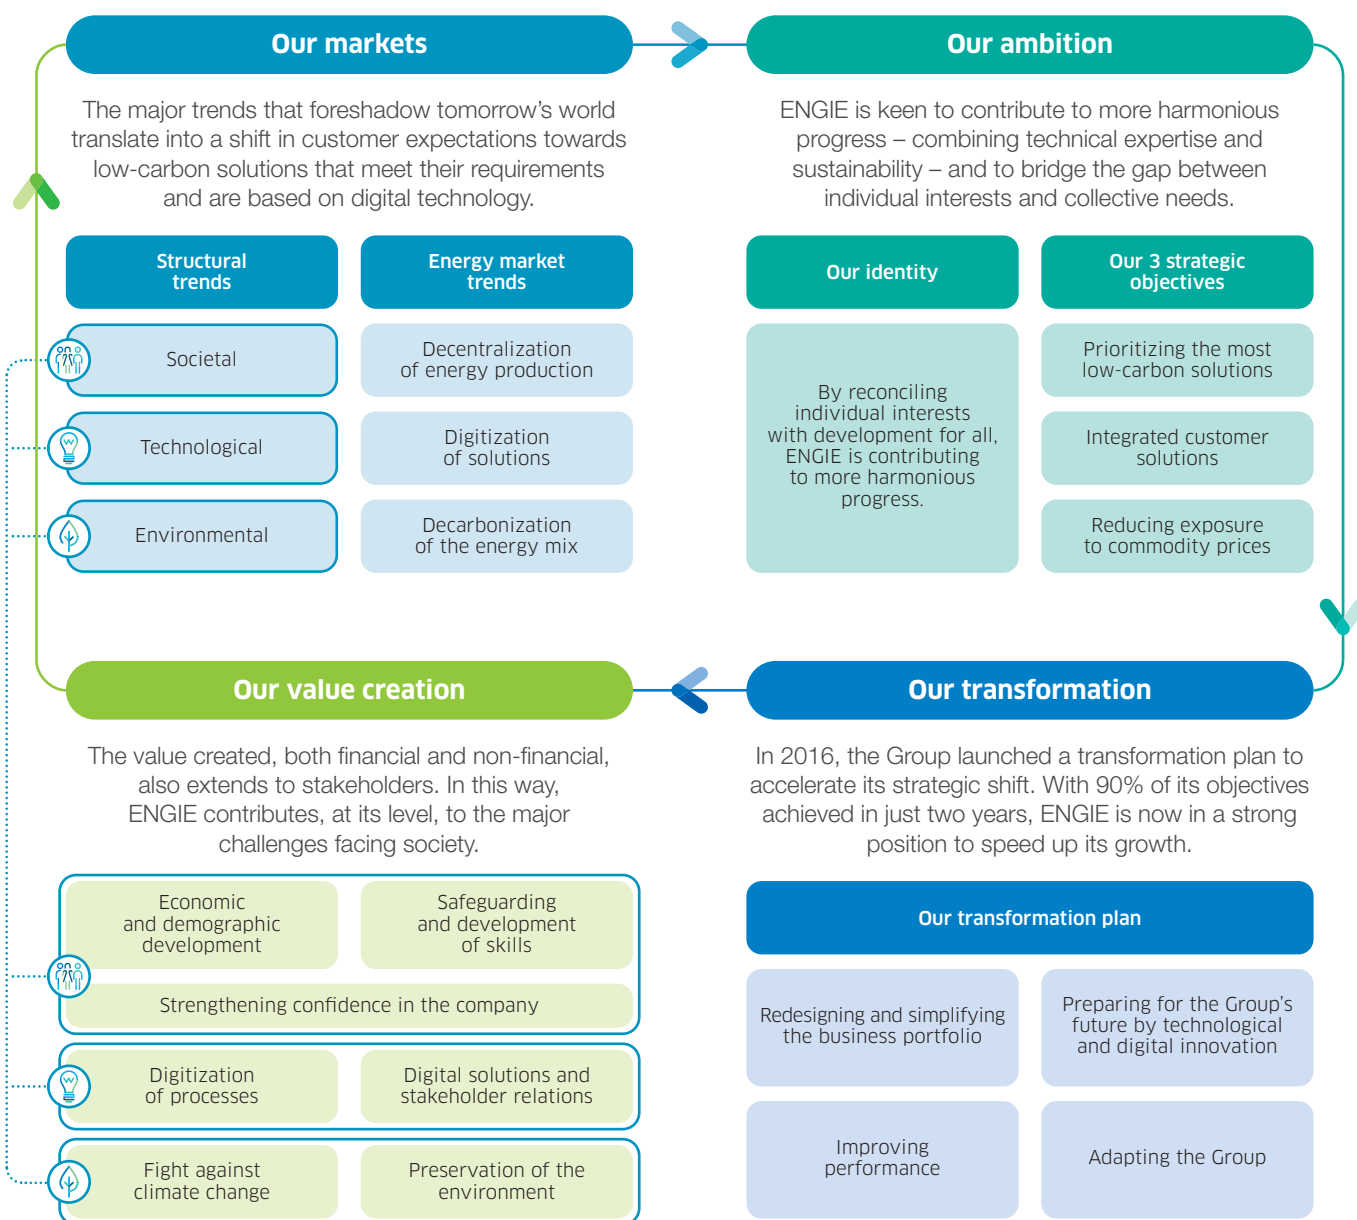 Our markets
The major trends that foreshadow tomorrow's world
translate into a shift in customer expectations towards
low-carbon solutions that meet their requirements
and are based on digital technology.
Structural
trends
Energy market
trends
Societal
Decentralization
of energy production
Technological
Digitization
of solutions
Environmental
Decarbonization
of the energy mix
Our ambition
ENGIE is keen to contribute to more harmonious
progress – combining technical expertise and
sustainability – and to bridge the gap between
individual interests and collective needs.
Our identity
Our 3 strategic
objectives
By reconciling
individual interests
with development for all,
ENGIE is contributing
to more harmonious
progress.
Prioritizing the most
low-carbon solutions
Integrated customer
solutions
Reducing exposure
to commodity prices
Our value creation
The value created, both financial and non-financial,
also extends to stakeholders. In this way,
ENGIE contributes, at its level, to the major
challenges facing society.
Economic
and demographic
development
Safeguarding
and development
of skills
Strengthening confidence in the company
Digitization
of processes
Digital solutions and
stakeholder relations
Fight against
climate change
Preservation of the
environment
Our transformation
In 2016, the Group launched a transformation plan to
accelerate its strategic shift. With 90% of its objectives
achieved in just two years, ENGIE is now in a strong
position to speed up its growth.
Our transformation plan
Redesigning and simplifying
the business portfolio
Preparing for the Group's
future by technological
and digital innovation
Improving
performance
Adapting the Group